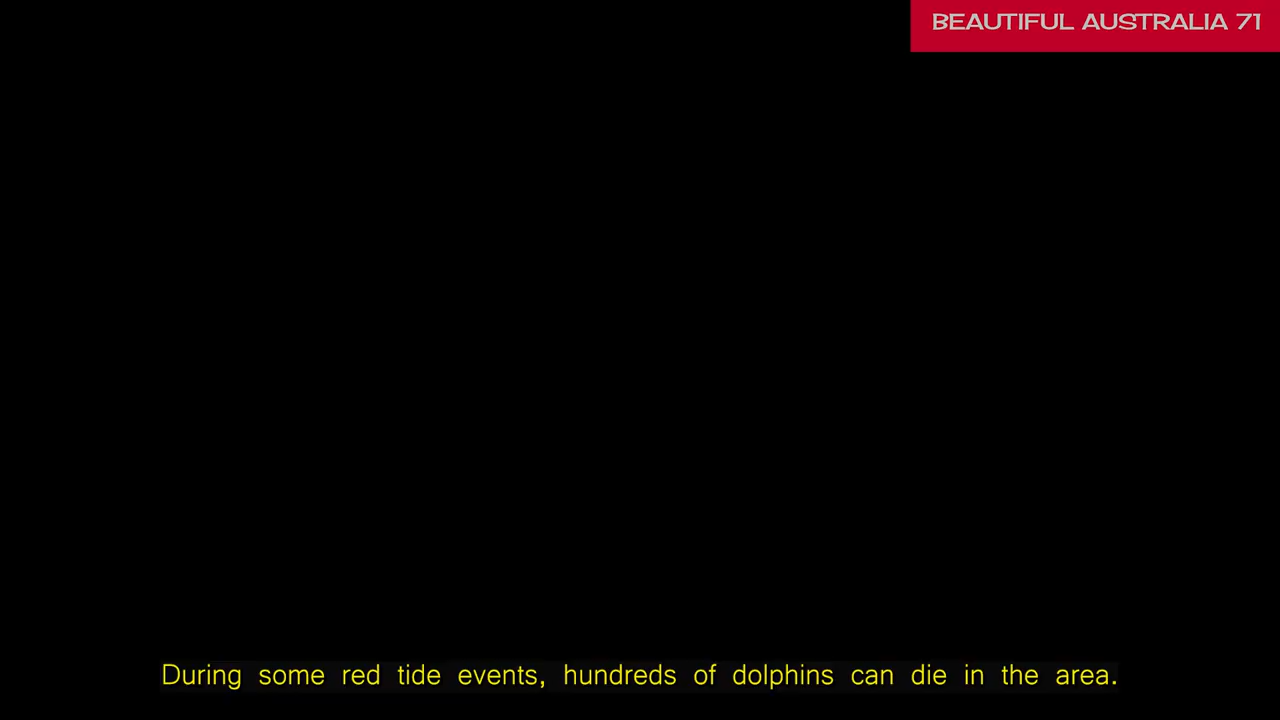 BEAUTIFUL AUSTRALIA 71
During some red tide events, hundreds of dolphins can die in the area.